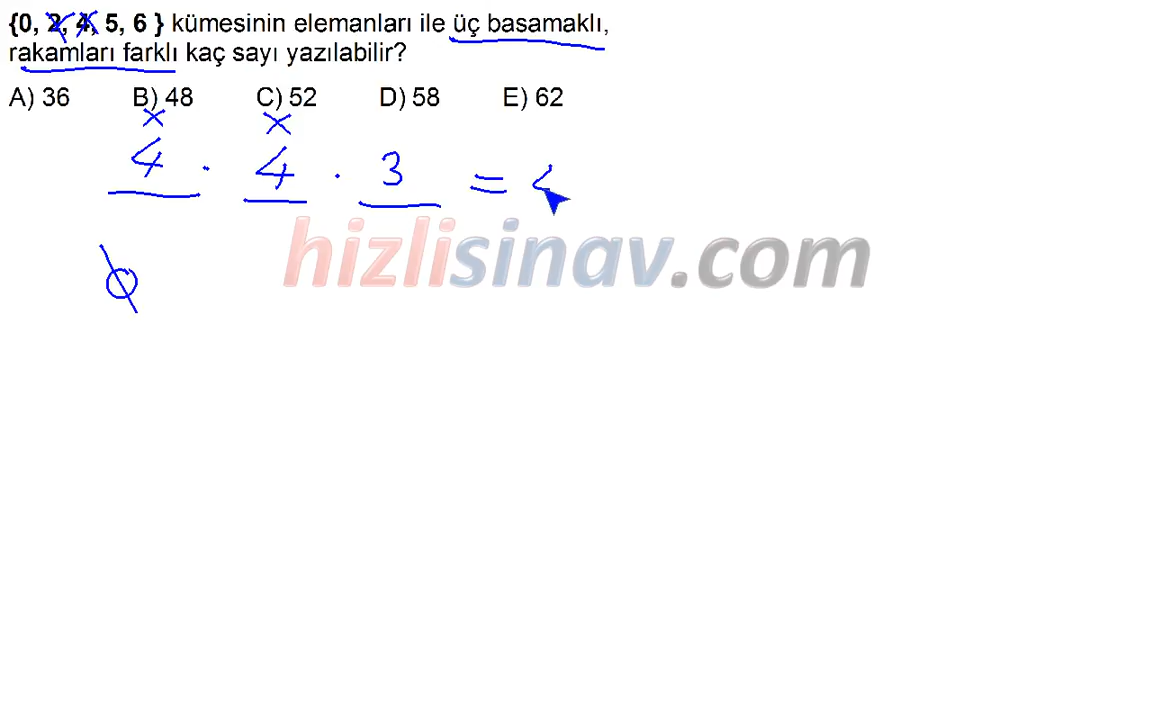 {0, 2, 4, 5, 6 } kümesinin elemanları ile üç basamaklı,
rakamları farklı kaç sayı yazılabilir?
A) 36 B) 48 C) 52 D) 58 E) 62
4 . 4 . 3 =
hizlisinav.com
0